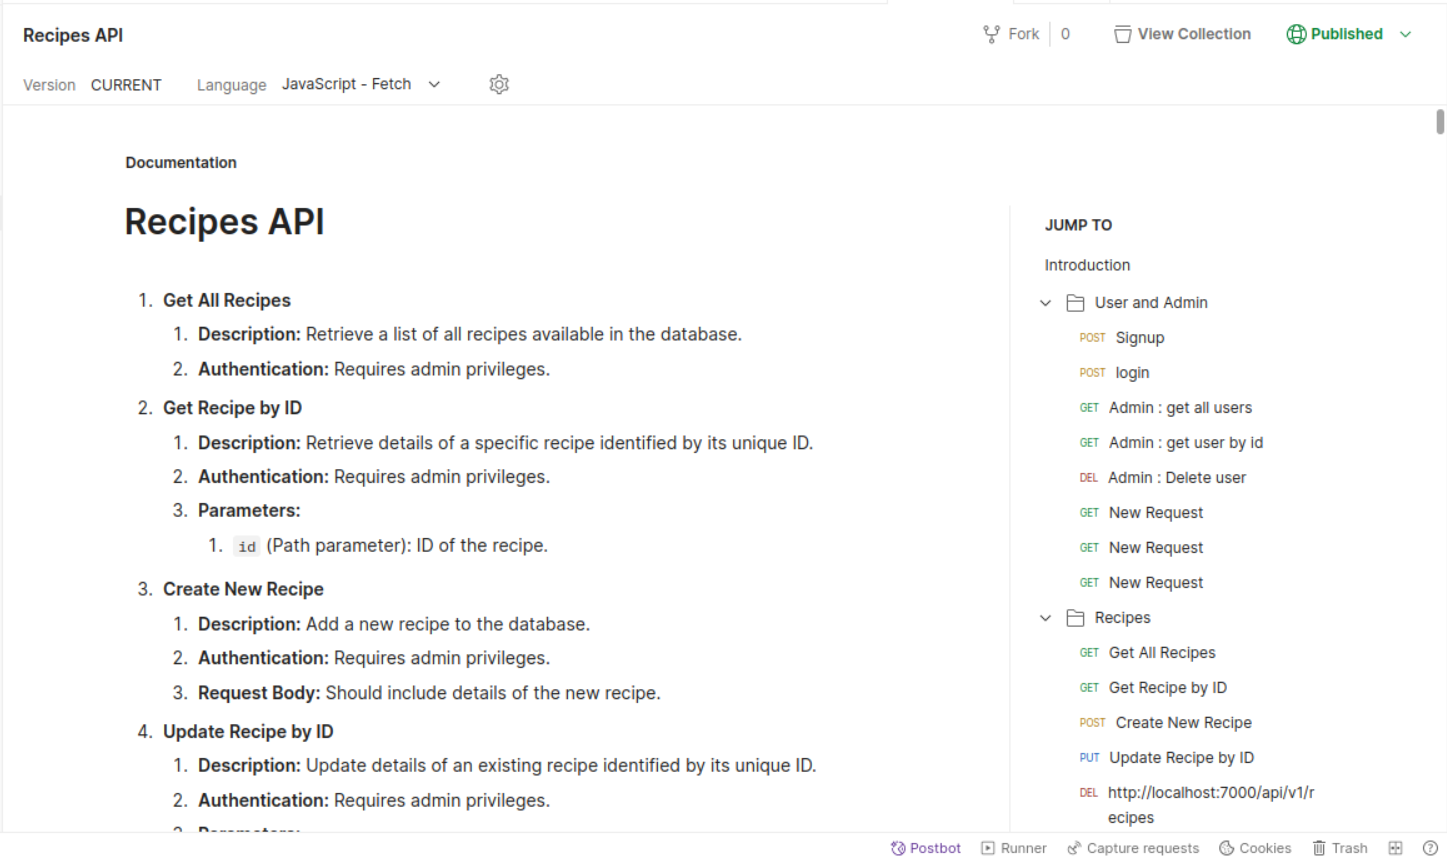 Recipes API
Fork 0 View Collection Published
Version CURRENT Language JavaScript - Fetch
Documentation
Recipes API
1. Get All Recipes
1. Description: Retrieve a list of all recipes available in the database.
2. Authentication: Requires admin privileges.
2. Get Recipe by ID
1. Description: Retrieve details of a specific recipe identified by its unique ID.
2. Authentication: Requires admin privileges.
3. Parameters:
1. id (Path parameter): ID of the recipe.
3. Create New Recipe
1. Description: Add a new recipe to the database.
2. Authentication: Requires admin privileges.
3. Request Body: Should include details of the new recipe.
4. Update Recipe by ID
1. Description: Update details of an existing recipe identified by its unique ID.
2. Authentication: Requires admin privileges.
3. Parameters:
JUMP TO
Introduction
User and Admin
POST Signup
POST login
GET Admin : get all users
GET Admin : get user by id
DEL Admin : Delete user
GET New Request
GET New Request
GET New Request
Recipes
GET Get All Recipes
GET Get Recipe by ID
POST Create New Recipe
PUT Update Recipe by ID
DEL http://localhost:7000/api/v1/r
ecipes
Postbot Runner Capture requests Cookies Trash